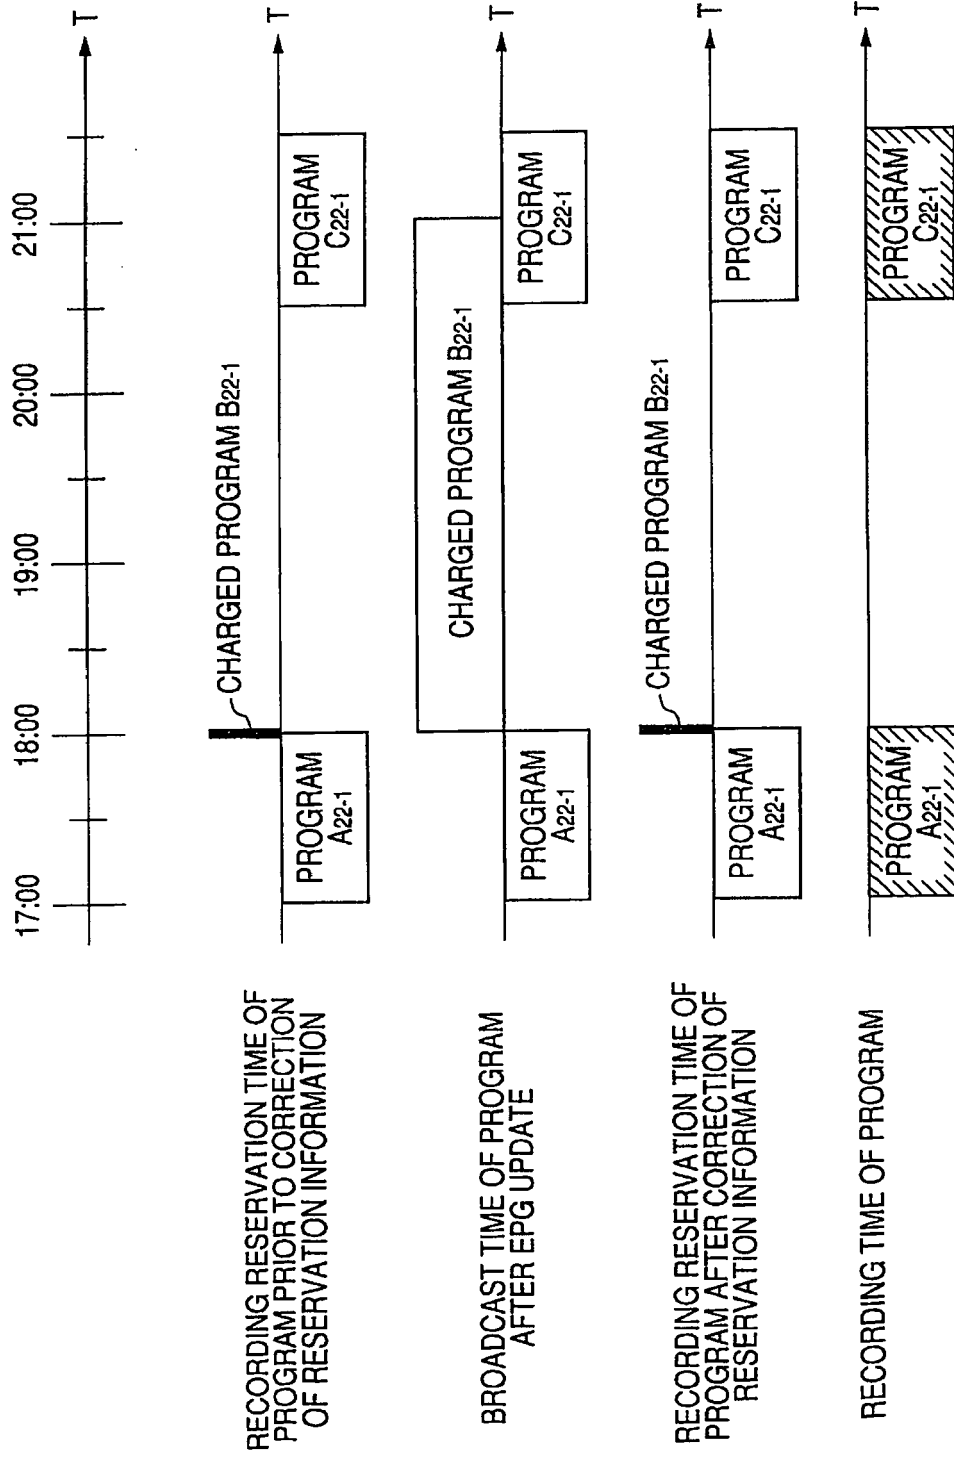 17:00 18:00 19:00 20:00 21:00
T
RECORDING RESERVATION TIME OF
PROGRAM PRIOR TO CORRECTION
OF RESERVATION INFORMATION
CHARGED PROGRAM B22-1
PROGRAM
A22-1
PROGRAM
C22-1
T
BROADCAST TIME OF PROGRAM
AFTER EPG UPDATE
CHARGED PROGRAM B22-1
PROGRAM
A22-1
PROGRAM
C22-1
T
RECORDING RESERVATION TIME OF
PROGRAM AFTER CORRECTION OF
RESERVATION INFORMATION
CHARGED PROGRAM B22-1
PROGRAM
A22-1
PROGRAM
C22-1
T
RECORDING TIME OF PROGRAM
PROGRAM
A22-1
PROGRAM
C22-1
T